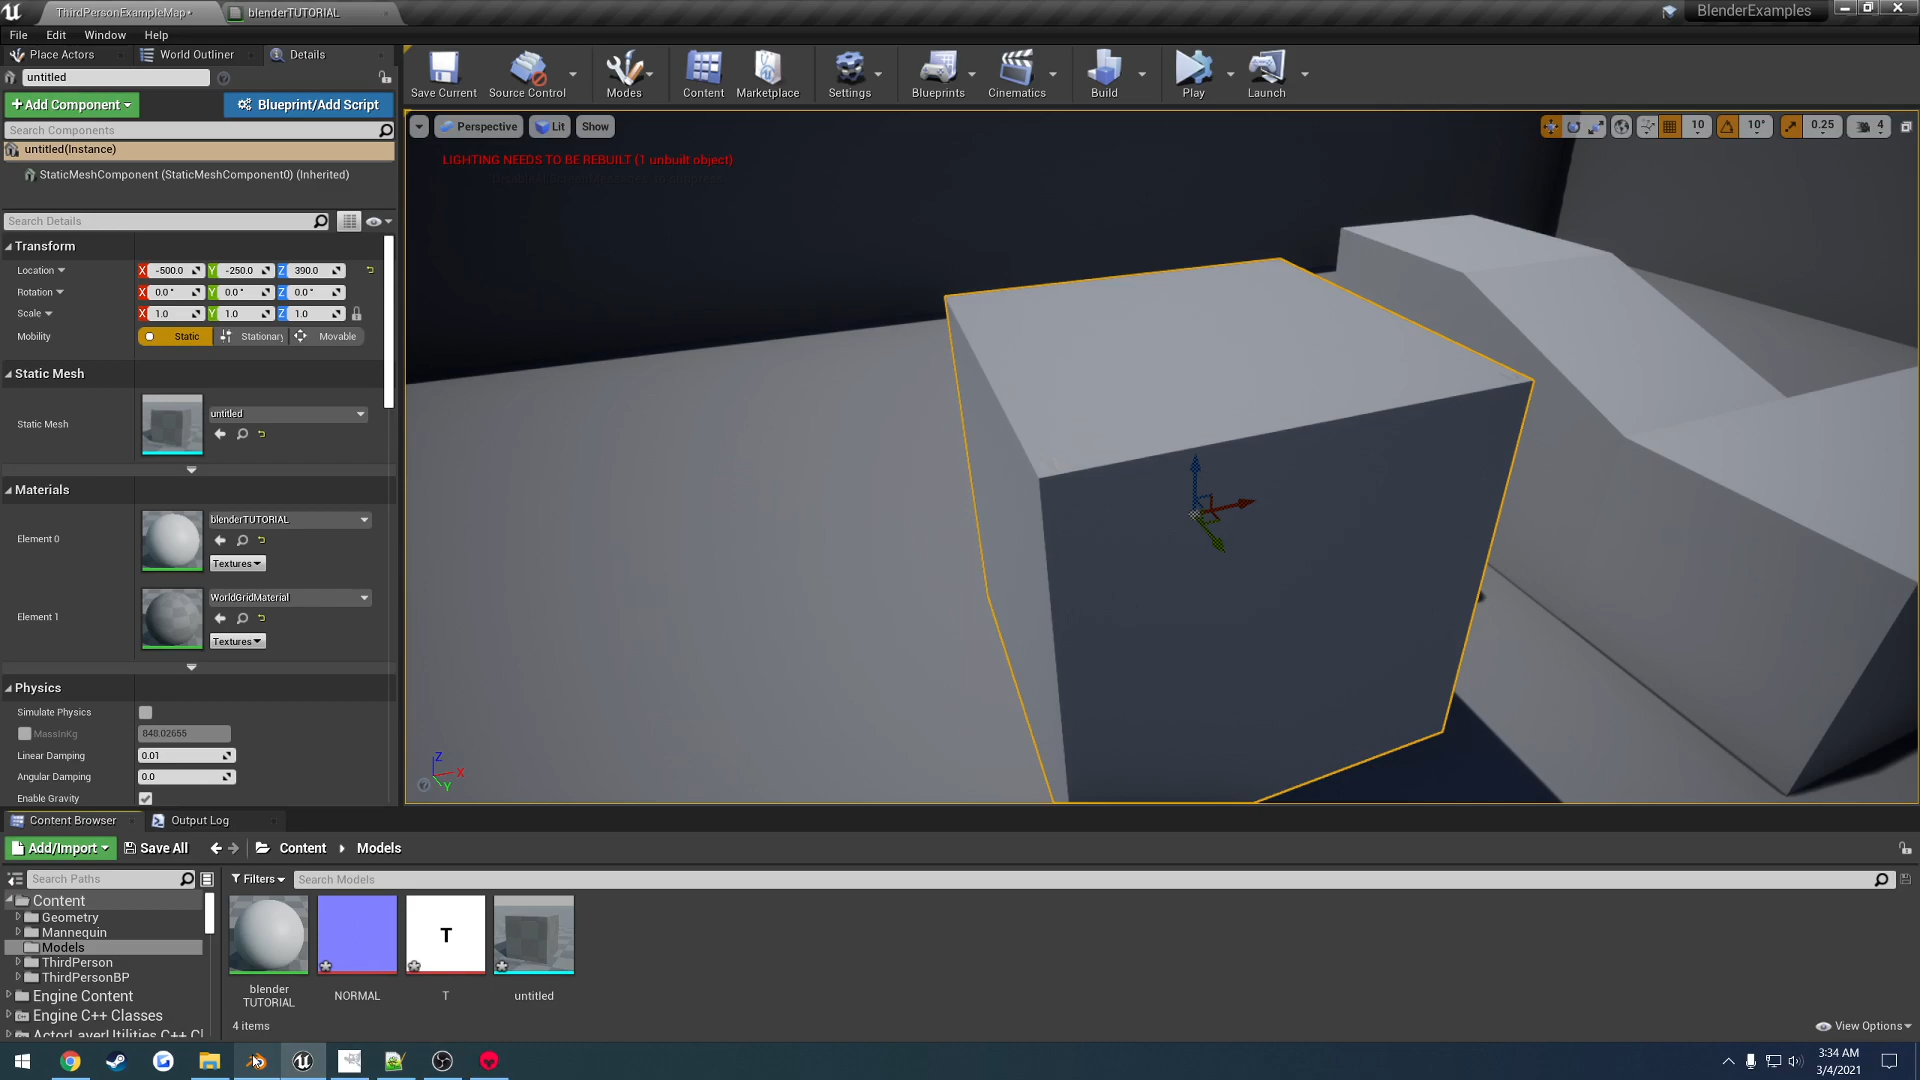 ThirdPersonExampleMap*
blenderTUTORIAL
BlenderExamples
File Edit Window Help
Place Actors World Outliner Details
untitled
Add Component
Blueprint/Add Script
Search Components
untitled(Instance)
StaticMeshComponent (StaticMeshComponent0) (Inherited)
Search Details
Save Current Source Control Modes Content Marketplace Settings Blueprints Cinematics Build Play Launch
Perspective Lit Show
10 10° 0.25 4
LIGHTING NEEDS TO BE REBUILT (1 unbuilt object)
Transform
Location X -500.0 Y -250.0 Z 390.0
Rotation X 0.0° Y 0.0° Z 0.0°
Scale X 1.0 Y 1.0 Z 1.0
Mobility Static Stationary Movable
Static Mesh
Static Mesh untitled
Materials
Element 0 blenderTUTORIAL
Textures
Element 1 WorldGridMaterial
Textures
Physics
Simulate Physics
MassInKg 848.02655
Linear Damping 0.01
Angular Damping 0.0
Enable Gravity
Z X Y
Content Browser Output Log
Add/Import Save All Content Models
Search Paths
Filters Search Models
Content
Geometry
Mannequin
Models
ThirdPerson
ThirdPersonBP
Engine Content
Engine C++ Classes
ActorLayerUtilities C++ Cl
T
blender
TUTORIAL
NORMAL
T
untitled
4 items
View Options
3:34 AM
3/4/2021